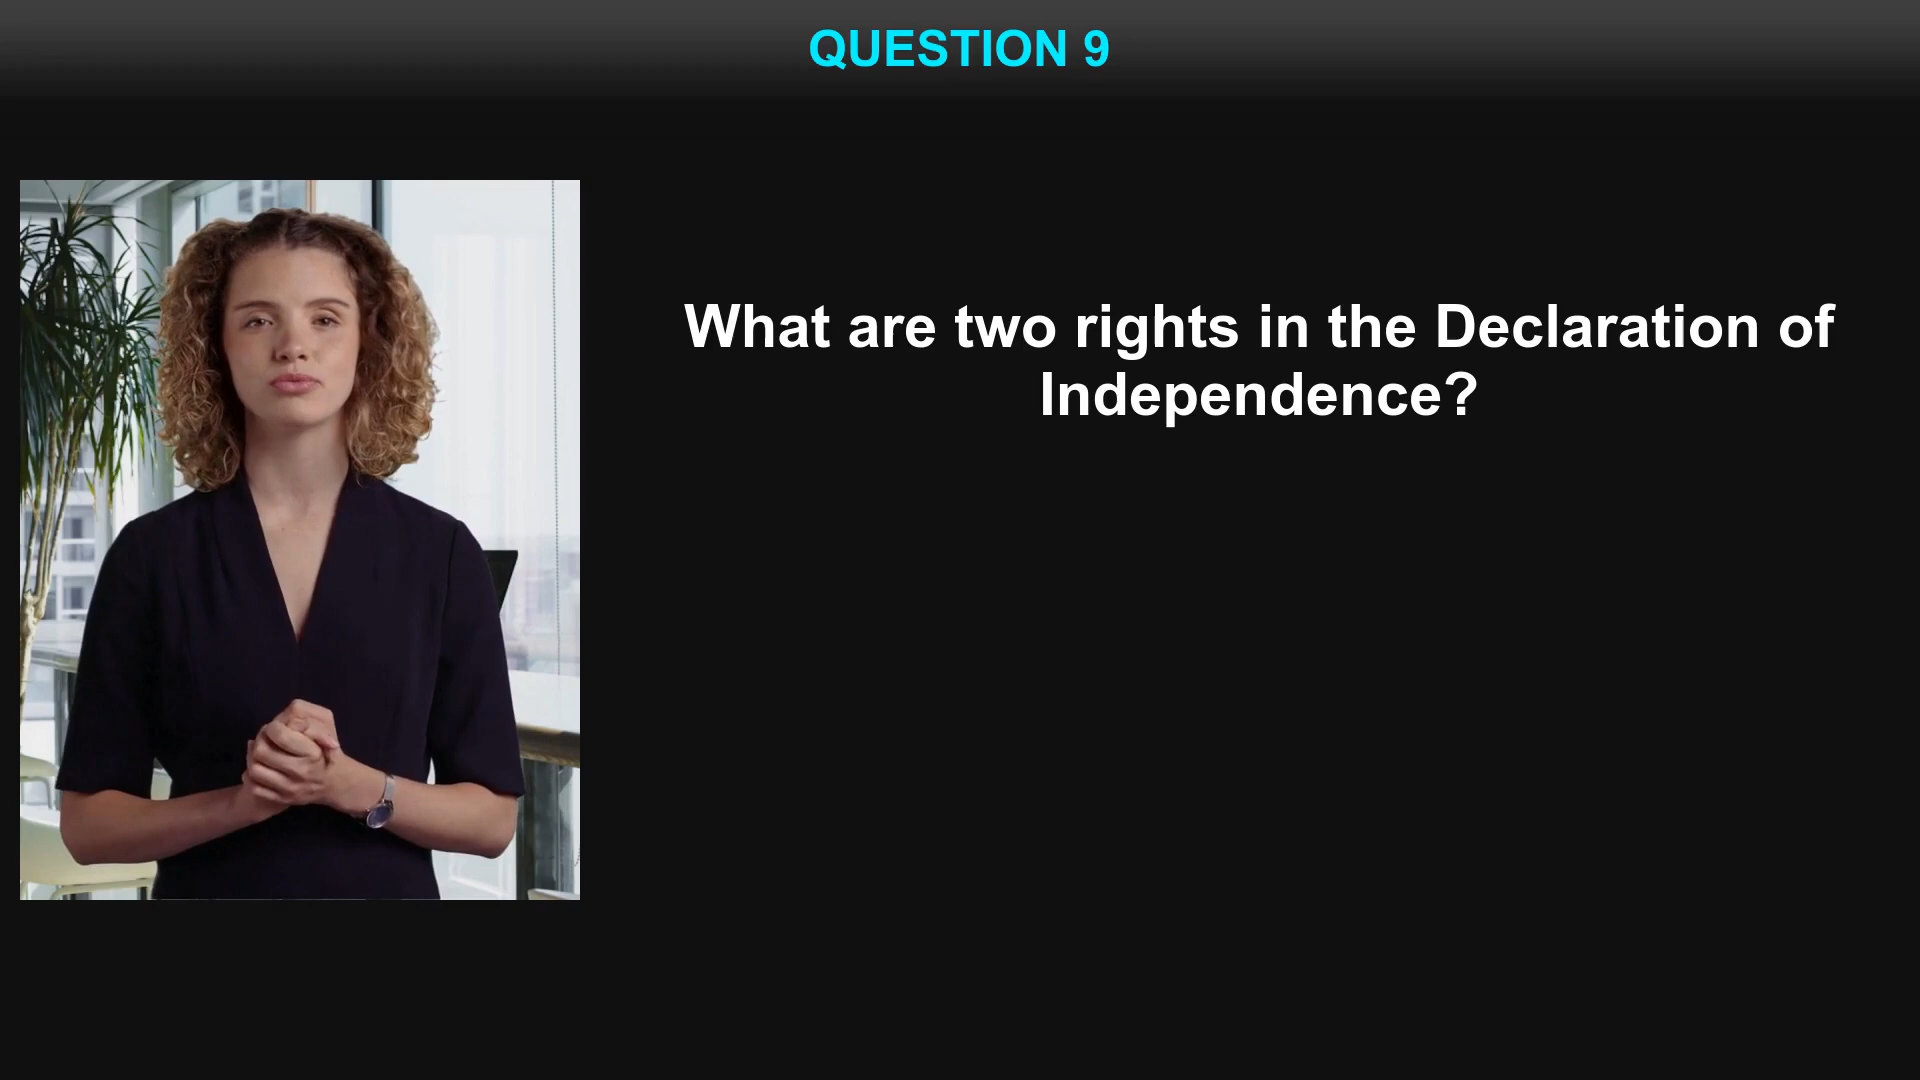 QUESTION 9
What are two rights in the Declaration of
Independence?